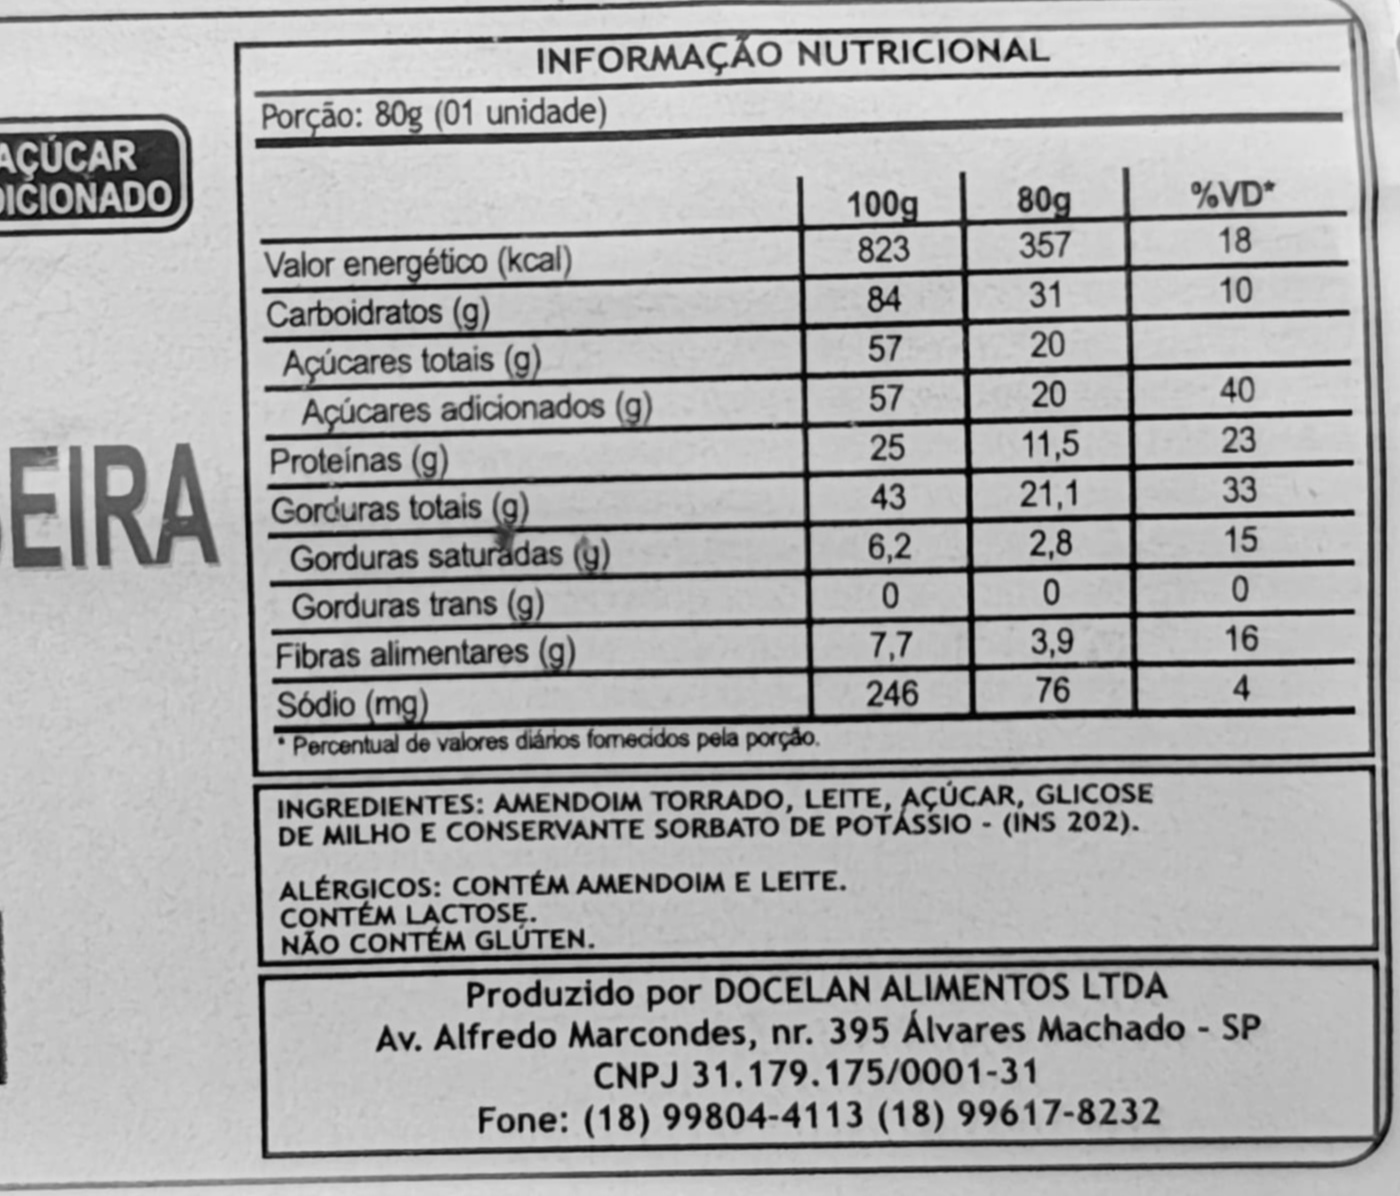 INFORMAÇÃO NUTRICIONAL
Porção: 80g (01 unidade)
AÇÚCAR
100g 80g %VD*
Valor energético (kcal) 823 357 18
Carboidratos (g) 84 31 10
Açúcares totais (g) 57 20
Açúcares adicionados (g) 57 20 40
Proteínas (g) 25 11,5 23
Gorduras totais (g) 43 21,1 33
Gorduras saturadas (g) 6,2 2,8 15
Gorduras trans (g) 0 0 0
Fibras alimentares (g) 7,7 3,9 16
Sódio (mg) 246 76 4
* Percentual de valores diários fornecidos pela porção.
INGREDIENTES: AMENDOIM TORRADO, LEITE, AÇÚCAR, GLICOSE
DE MILHO E CONSERVANTE SORBATO DE POTÁSSIO - (INS 202).
ALÉRGICOS: CONTÉM AMENDOIM E LEITE.
CONTÉM LACTOSE.
NÃO CONTÉM GLÚTEN.
Produzido por DOCELAN ALIMENTOS LTDA
Av. Alfredo Marcondes, nr. 395 Álvares Machado - SP
CNPJ 31.179.175/0001-31
Fone: (18) 99804-4113 (18) 99617-8232